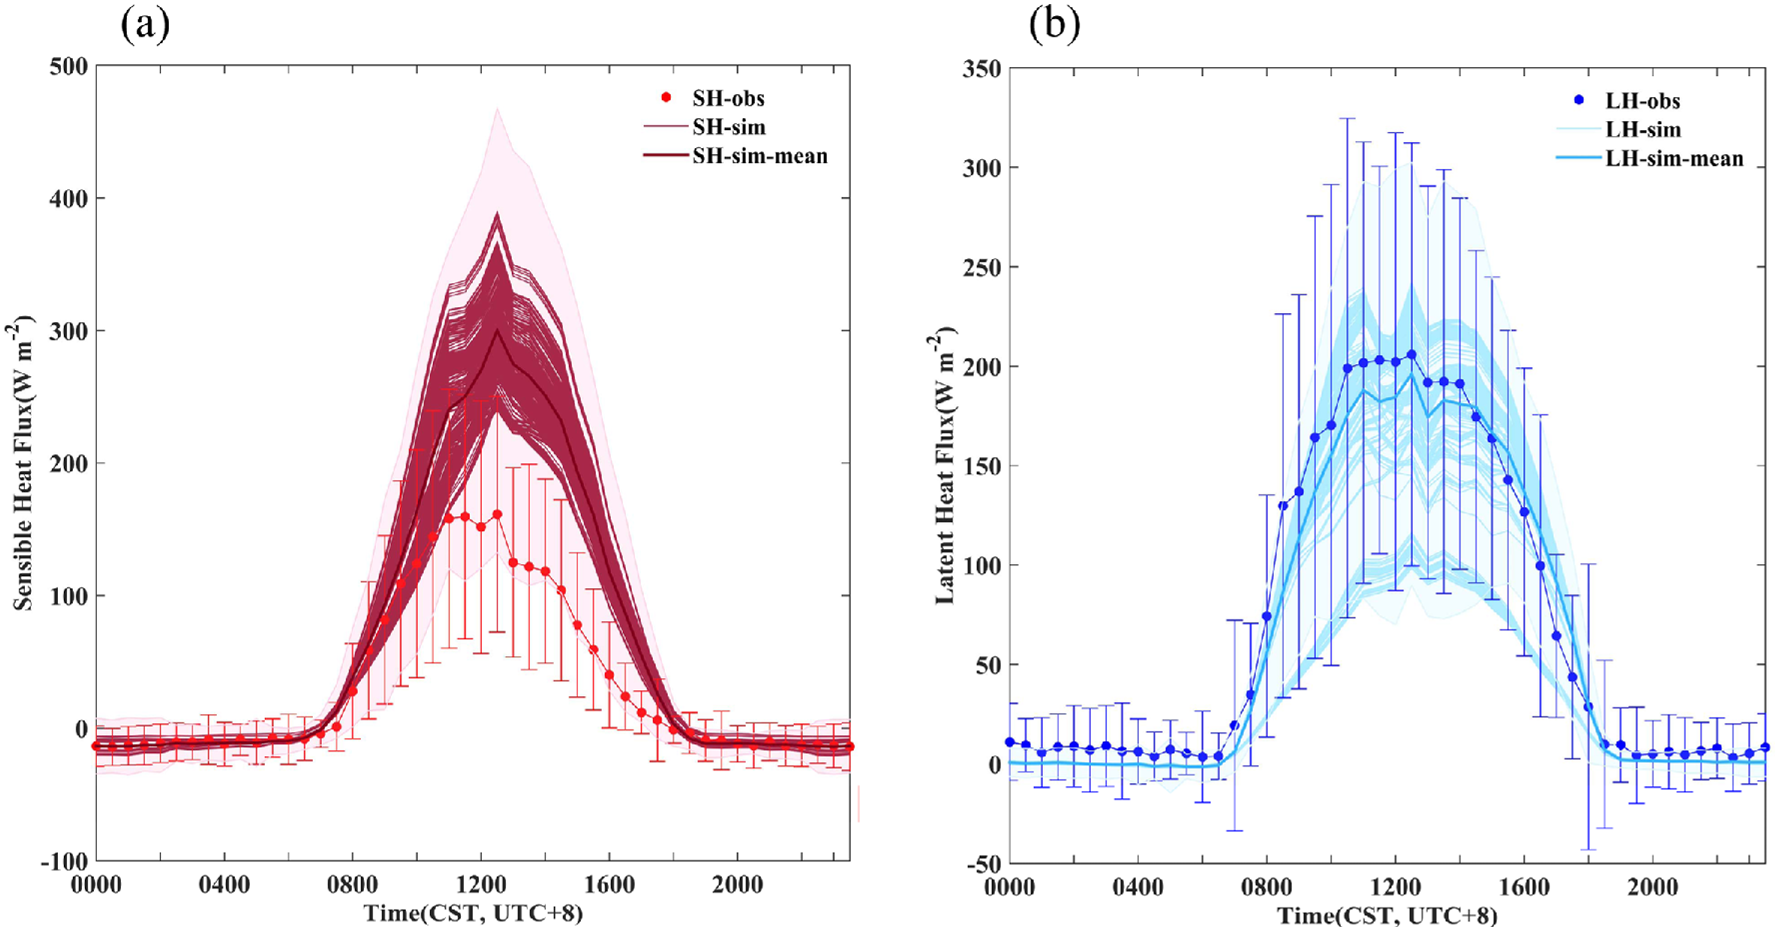 (a)
500
400
300
200
100
0
-100
Sensible Heat Flux(W m-2)
SH-obs
SH-sim
SH-sim-mean
0000 0400 0800 1200 1600 2000
Time(CST, UTC+8)
(b)
350
300
250
200
150
100
50
0
-50
Latent Heat Flux(W m-2)
LH-obs
LH-sim
LH-sim-mean
0000 0400 0800 1200 1600 2000
Time(CST, UTC+8)